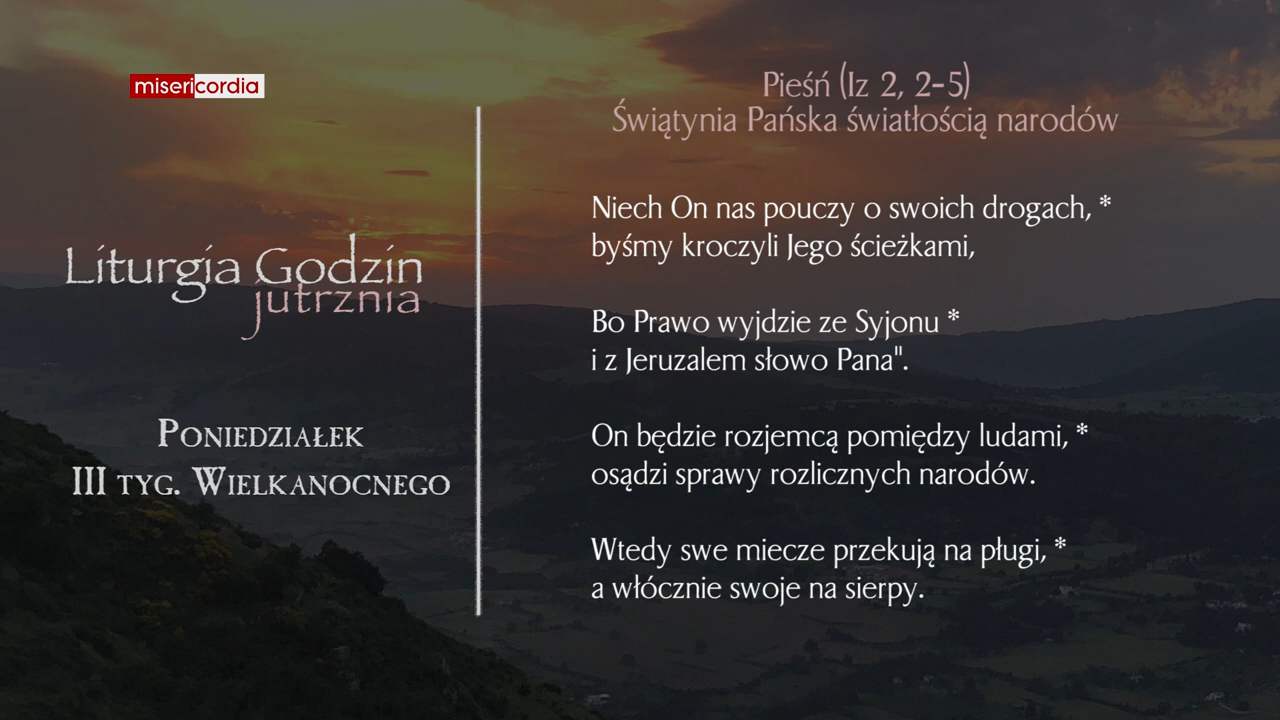 misericordia
Liturgia Godzin
jutrznia
Poniedziałek
III tyg. Wielkanocnego
Pieśń (Iz 2, 2-5)
Świątynia Pańska światłością narodów
Niech On nas pouczy o swoich drogach, *
byśmy kroczyli Jego ścieżkami,
Bo Prawo wyjdzie ze Syjonu *
i z Jeruzalem słowo Pana".
On będzie rozjemcą pomiędzy ludami, *
osądzi sprawy rozlicznych narodów.
Wtedy swe miecze przekują na pługi, *
a włócznie swoje na sierpy.